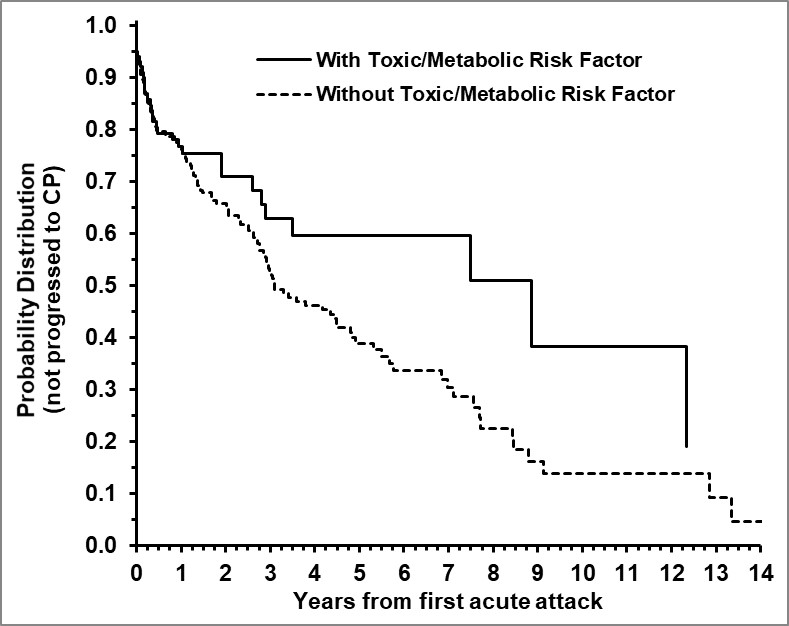 1.0
0.9
0.8
0.7
0.6
0.5
0.4
0.3
0.2
0.1
0.0
Probability Distribution
(not progressed to CP)
With Toxic/Metabolic Risk Factor
Without Toxic/Metabolic Risk Factor
0 1 2 3 4 5 6 7 8 9 10 11 12 13 14
Years from first acute attack